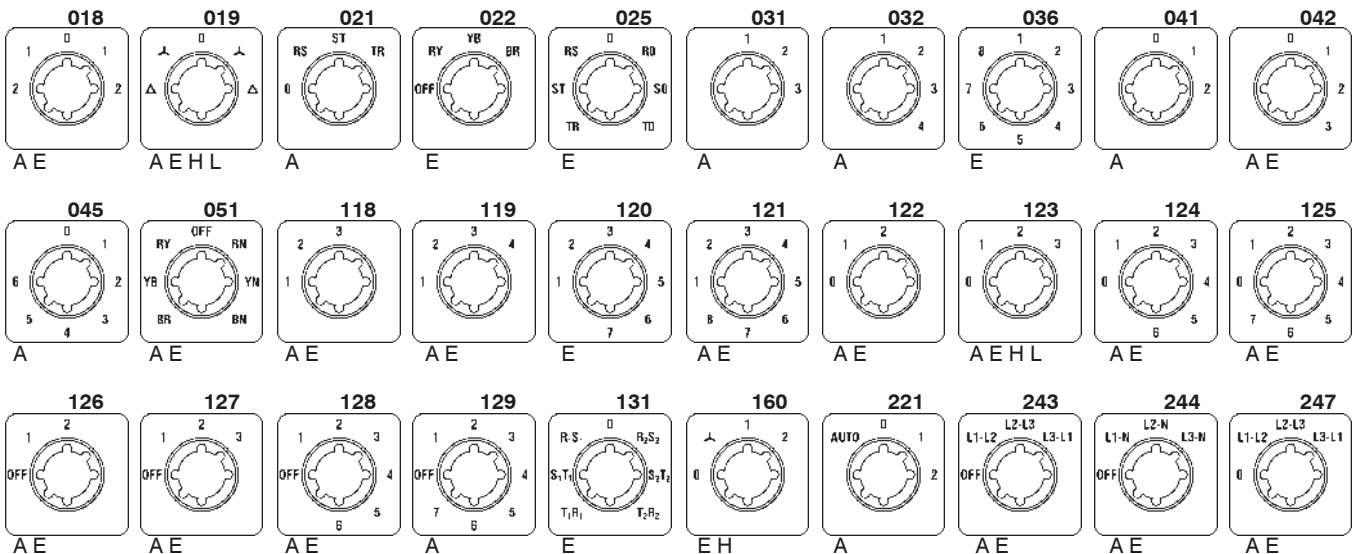 018 019 021 022 025 031 032 036 041 042
0 0 ST YB 0 1 1 1 0 0
1 1 RS TR RY BR RS R0 2 2 8 2 1 1
2 2 △ △ 0 OFF ST S0 3 3 7 3 2 2
TR T0 4 6 4 3
5
A E A E H L A E E A A E A A E
045 051 118 119 120 121 122 123 124 125
0 OFF 3 3 3 3 2 2 2 2
1 RY RN 2 2 4 2 4 2 4 1 1 3 1 3 1 3
6 2 YB YN 1 1 1 5 1 5 0 0 0 4 0 4
5 3 BR BN 6 8 6 5 7 5
4 7 7 6 6
A A E A E A E E A E A E A E H L A E A E
126 127 128 129 131 160 221 243 244 247
2 2 2 2 0 1 0 L2-L3 L2-N L2-L3
1 1 3 1 3 1 3 R₂S₂ 2 AUTO 1 L1-L2 L3-L1 L1-N L3-N L1-L2 L3-L1
OFF OFF OFF 4 OFF 4 S₁T₁ S₂T₂ 0 2 OFF OFF 0
5 7 5 T₁R₁ T₂R₂
6 6
A E A E A E A E E H A A E A E A E